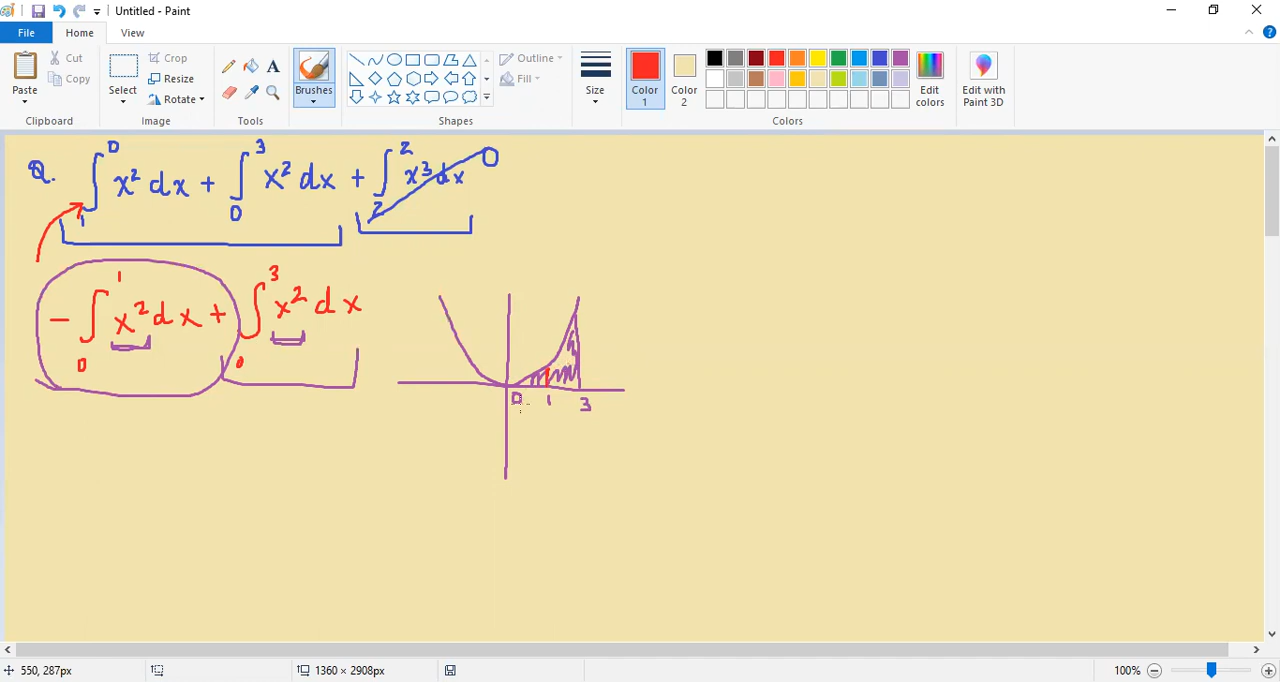 Untitled - Paint
File Home View
Paste
Cut
Copy
Clipboard
Select
Crop
Resize
Rotate
Image
A
Tools
Brushes
Shapes
Outline
Fill
Size
Color 1
Color 2
Colors
Edit colors
Edit with Paint 3D
Q. ∫₁⁰ x² dx + ∫₀³ x² dx + ∫₂² x³ dx 0
- ∫₀¹ x² dx + ∫₀³ x² dx
0 1 3
550, 287px
1360 × 2908px
100%